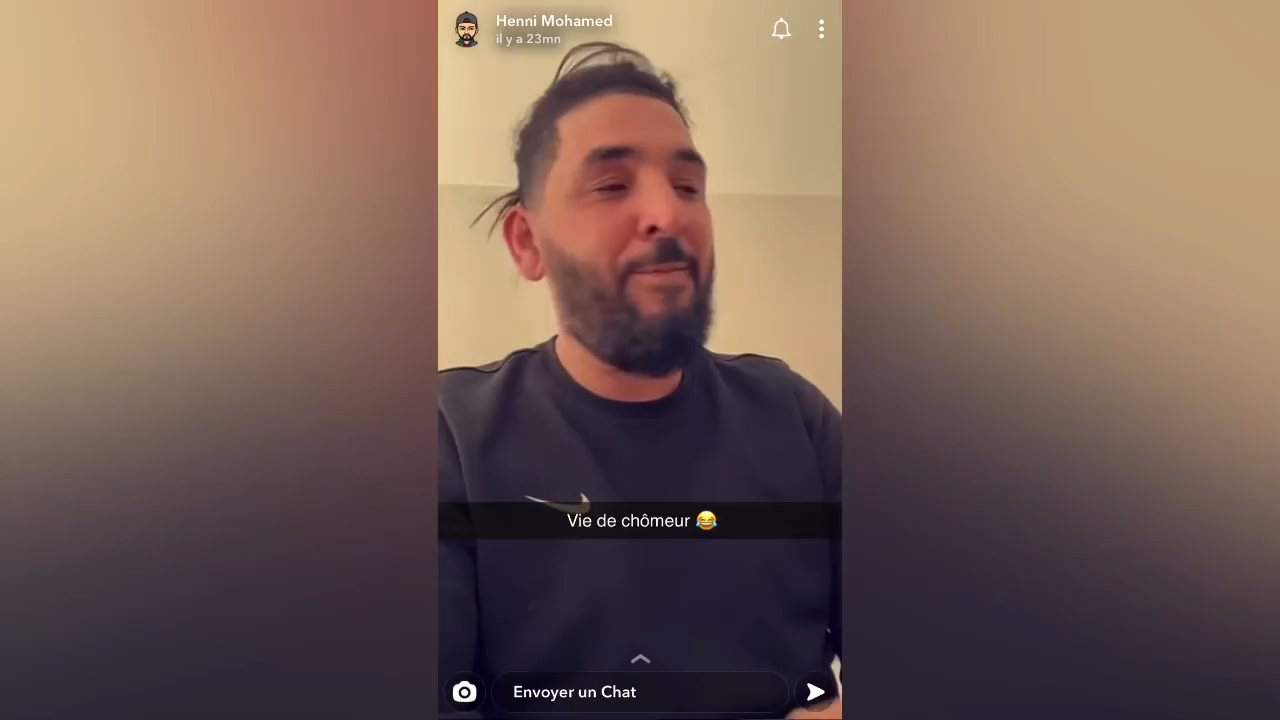 Henni Mohamed
il y a 23mn
Vie de chômeur 😂
Envoyer un Chat